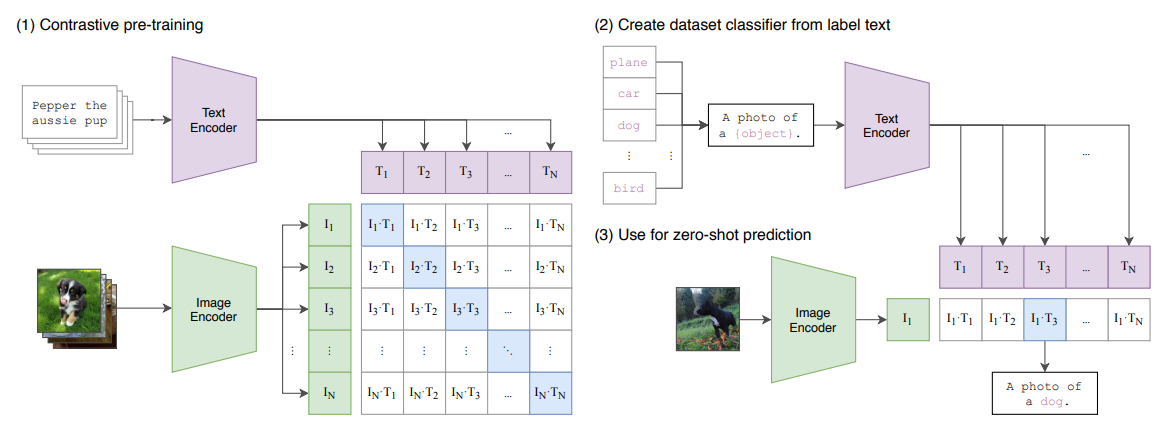 (1) Contrastive pre-training
Pepper the
aussie pup
Text
Encoder
...
T1 T2 T3 ... TN
Image
Encoder
I1 I1·T1 I1·T2 I1·T3 ... I1·TN
I2 I2·T1 I2·T2 I2·T3 ... I2·TN
I3 I3·T1 I3·T2 I3·T3 ... I3·TN
⋮ ⋮ ⋮ ⋮ ⋮ ⋱ ⋮
IN IN·T1 IN·T2 IN·T3 ... IN·TN
(2) Create dataset classifier from label text
plane
car
dog
⋮ ⋮
bird
A photo of
a {object}.
Text
Encoder
...
(3) Use for zero-shot prediction
Image
Encoder
T1 T2 T3 ... TN
I1 I1·T1 I1·T2 I1·T3 ... I1·TN
A photo of
a dog.